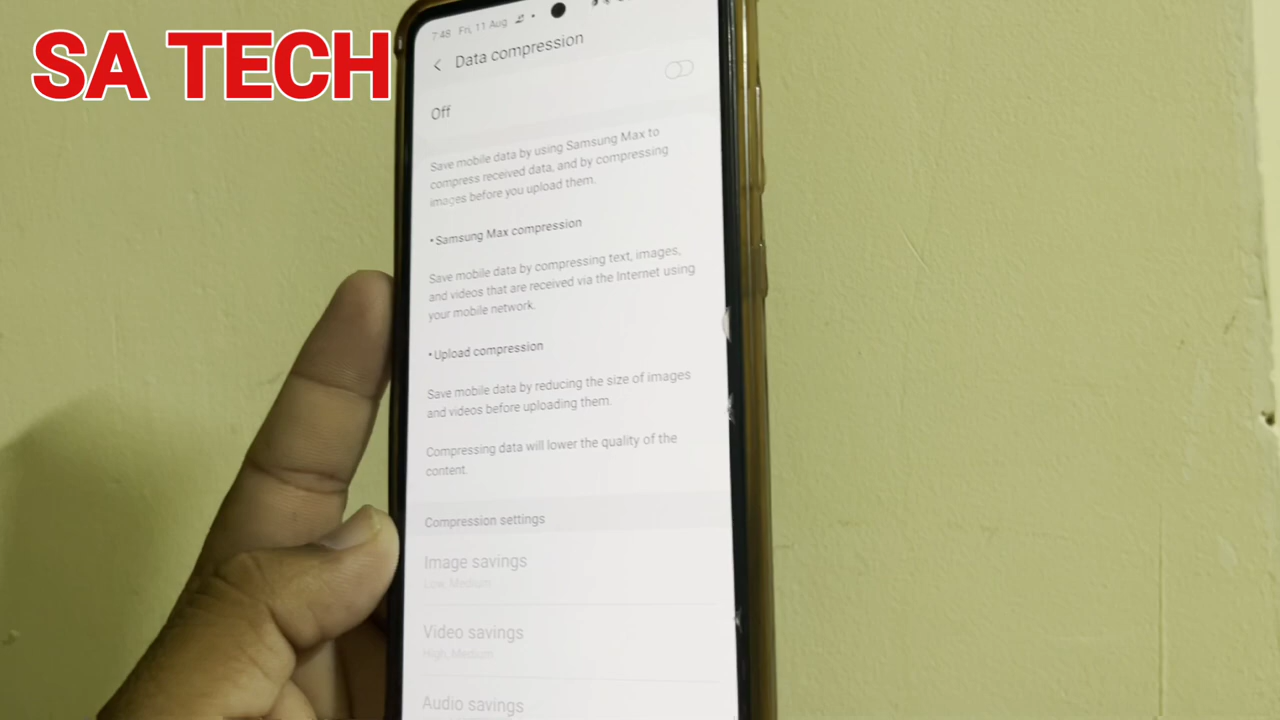 SA TECH
7:48 Fri, 11 Aug
Data compression
Off
Save mobile data by using Samsung Max to
compress received data, and by compressing
images before you upload them.
• Samsung Max compression
Save mobile data by compressing text, images,
and videos that are received via the Internet using
your mobile network.
• Upload compression
Save mobile data by reducing the size of images
and videos before uploading them.
Compressing data will lower the quality of the
content.
Compression settings
Image savings
Low, Medium
Video savings
High, Medium
Audio savings